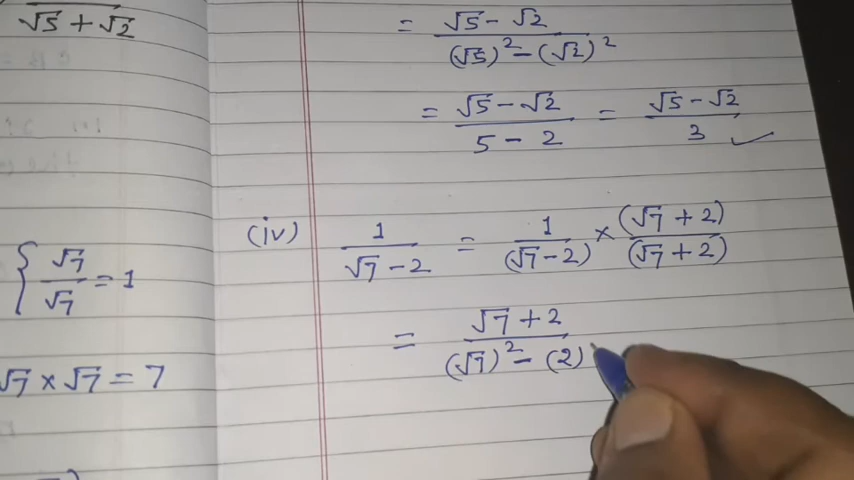 √5 + √2
{ √7 / √7 = 1
√7 × √7 = 7
= (√5 - √2) / ((√5)² - (√2)²)
= (√5 - √2) / (5 - 2) = (√5 - √2) / 3 ✓
(iv) 1 / (√7 - 2) = 1 / (√7 - 2) × (√7 + 2) / (√7 + 2)
= (√7 + 2) / ((√7)² - (2)